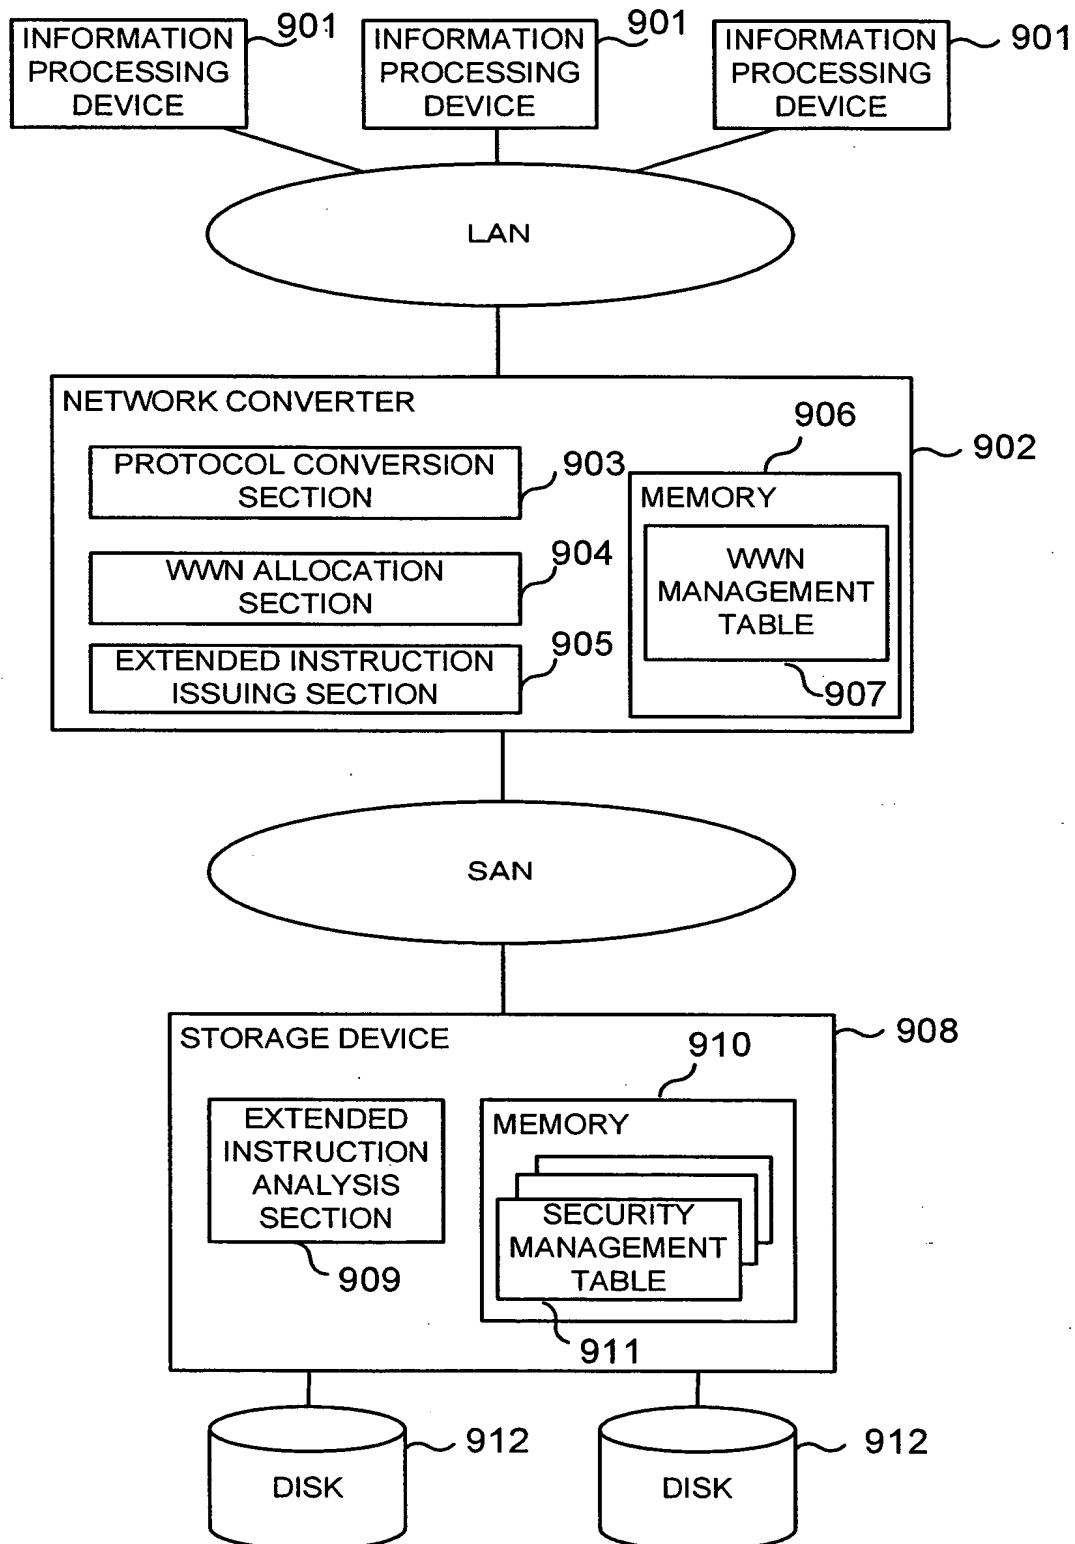 INFORMATION
PROCESSING
DEVICE
901
INFORMATION
PROCESSING
DEVICE
901
INFORMATION
PROCESSING
DEVICE
901
LAN
NETWORK CONVERTER
902
PROTOCOL CONVERSION
SECTION
903
WWN ALLOCATION
SECTION
904
EXTENDED INSTRUCTION
ISSUING SECTION
905
906
MEMORY
WWN
MANAGEMENT
TABLE
907
SAN
STORAGE DEVICE
908
EXTENDED
INSTRUCTION
ANALYSIS
SECTION
909
910
MEMORY
SECURITY
MANAGEMENT
TABLE
911
DISK
912
DISK
912